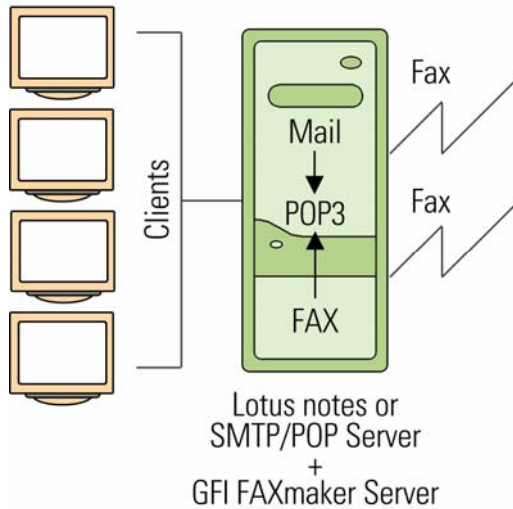 Clients
Mail
POP3
FAX
Fax
Fax
Lotus notes or
SMTP/POP Server
+
GFI FAXmaker Server